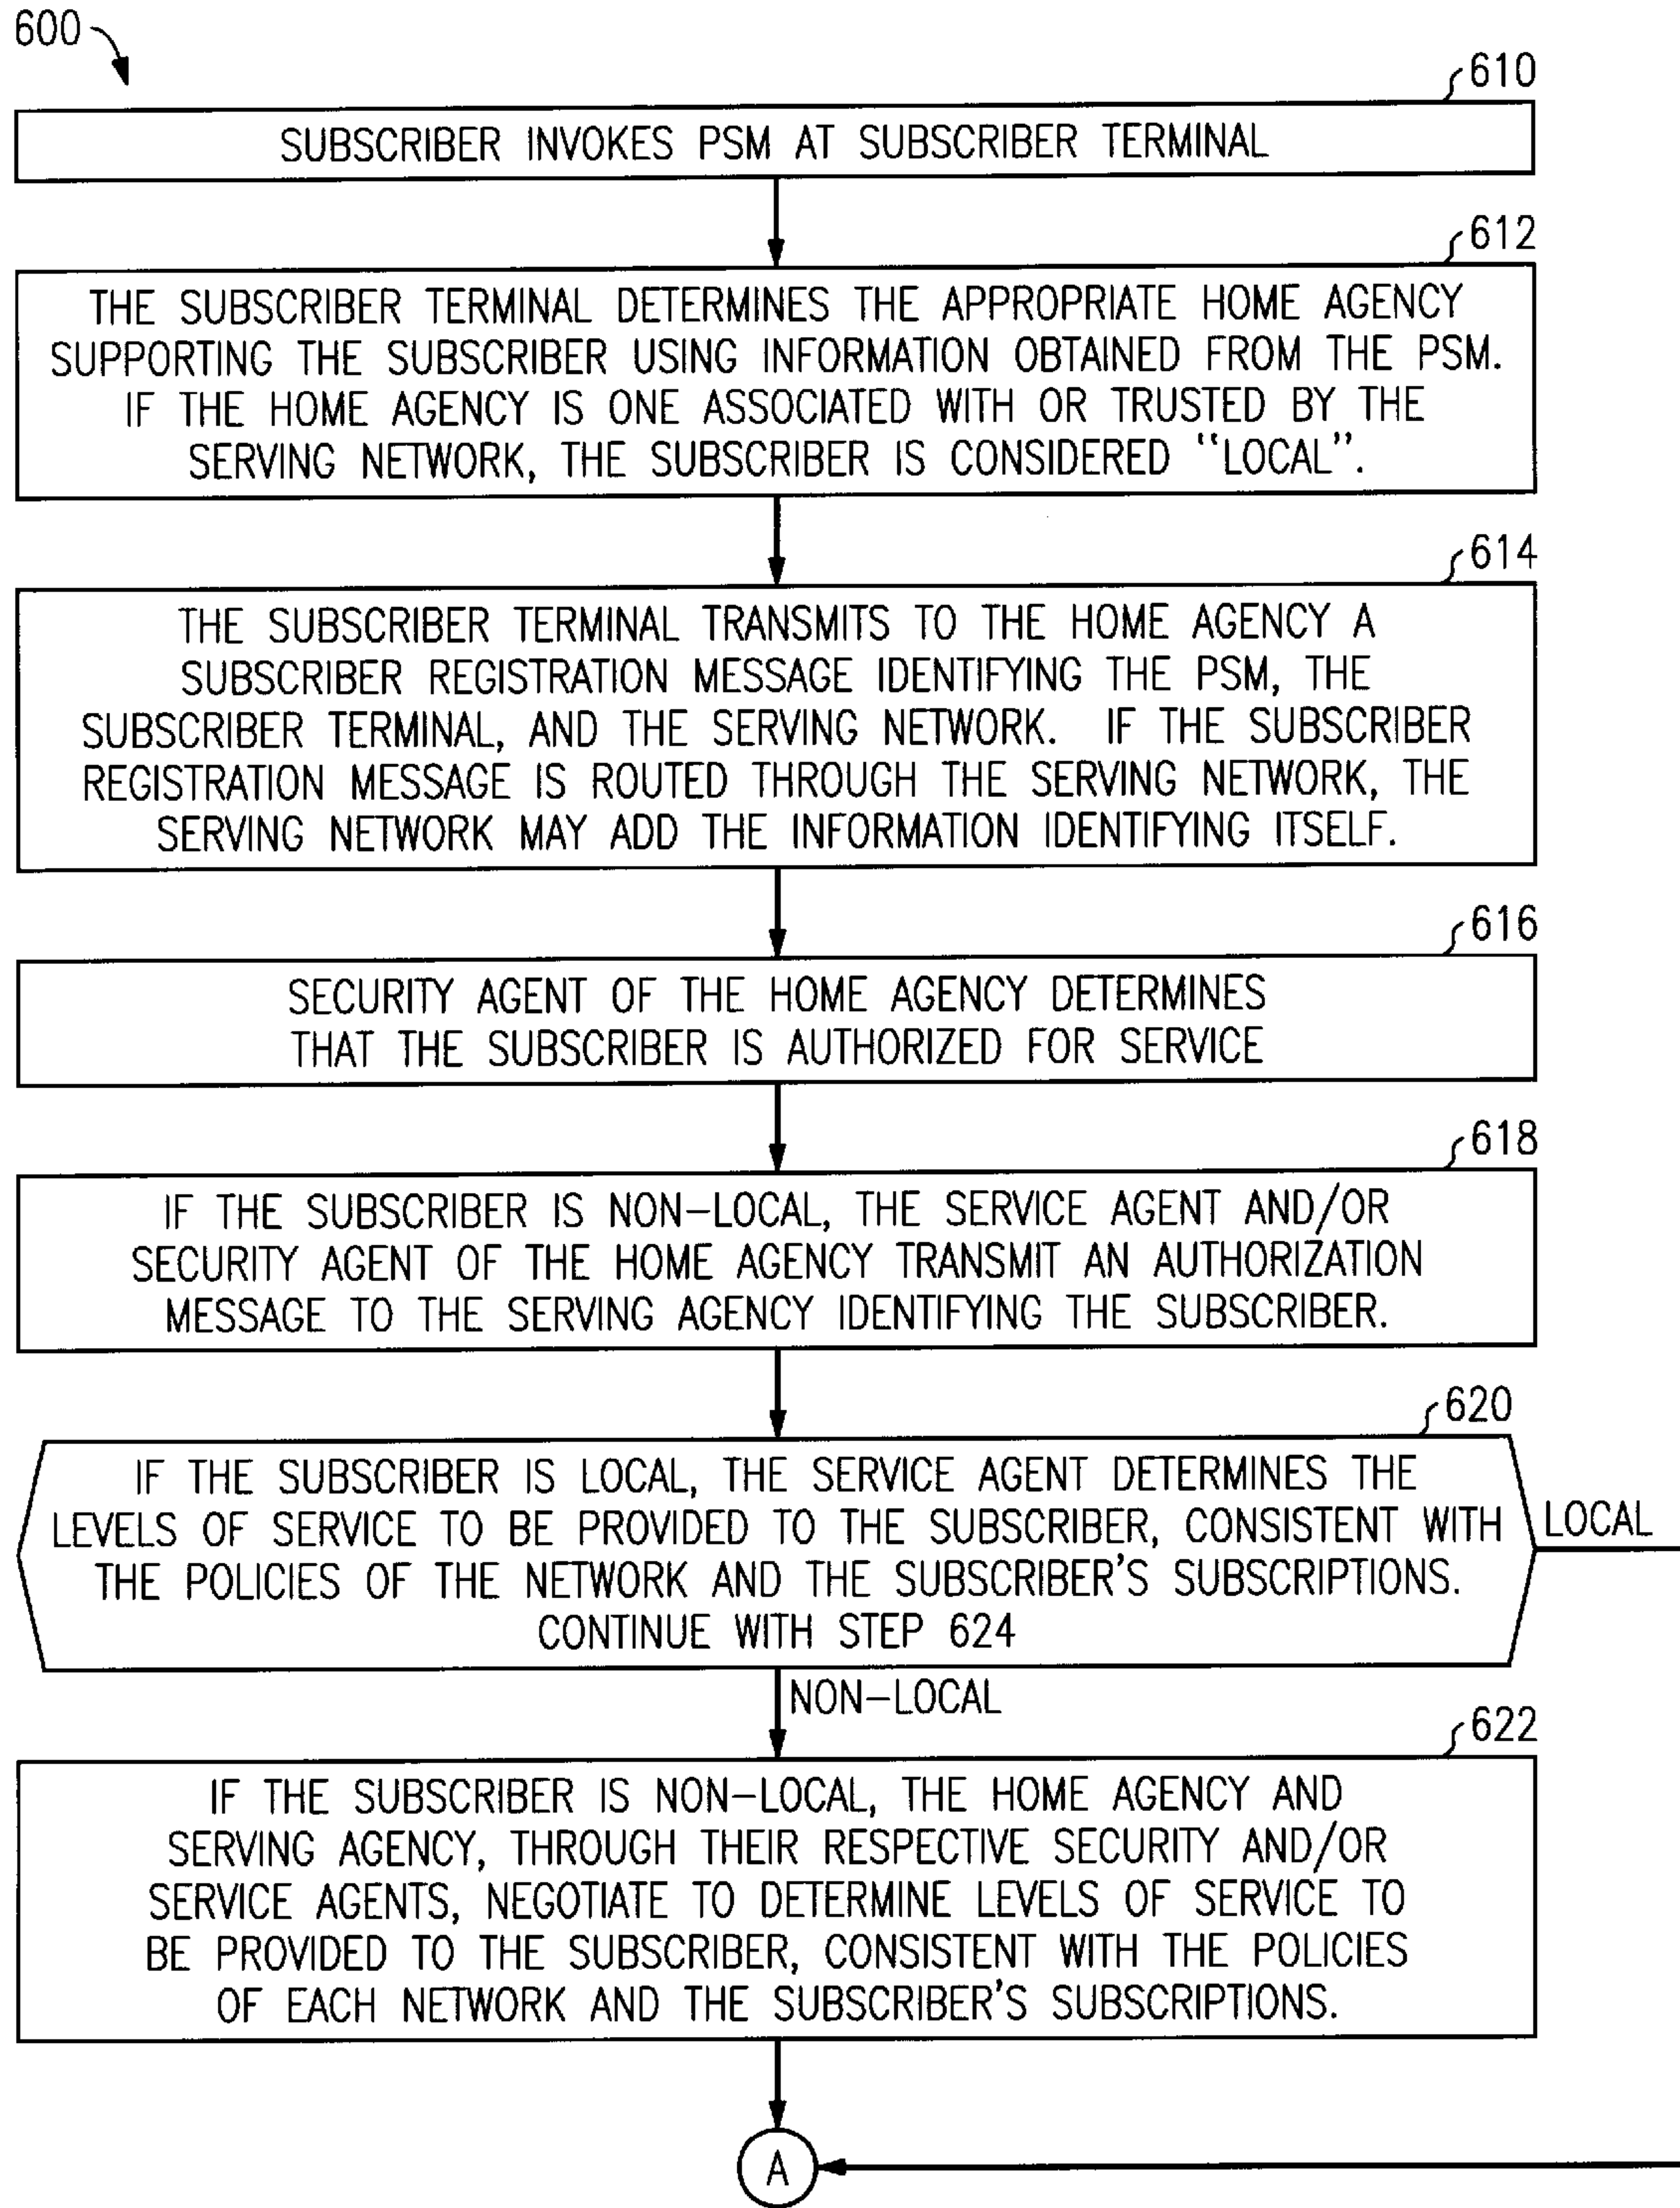 600
610
SUBSCRIBER INVOKES PSM AT SUBSCRIBER TERMINAL
612
THE SUBSCRIBER TERMINAL DETERMINES THE APPROPRIATE HOME AGENCY
SUPPORTING THE SUBSCRIBER USING INFORMATION OBTAINED FROM THE PSM.
IF THE HOME AGENCY IS ONE ASSOCIATED WITH OR TRUSTED BY THE
SERVING NETWORK, THE SUBSCRIBER IS CONSIDERED "LOCAL".
614
THE SUBSCRIBER TERMINAL TRANSMITS TO THE HOME AGENCY A
SUBSCRIBER REGISTRATION MESSAGE IDENTIFYING THE PSM, THE
SUBSCRIBER TERMINAL, AND THE SERVING NETWORK. IF THE SUBSCRIBER
REGISTRATION MESSAGE IS ROUTED THROUGH THE SERVING NETWORK, THE
SERVING NETWORK MAY ADD THE INFORMATION IDENTIFYING ITSELF.
616
SECURITY AGENT OF THE HOME AGENCY DETERMINES
THAT THE SUBSCRIBER IS AUTHORIZED FOR SERVICE
618
IF THE SUBSCRIBER IS NON-LOCAL, THE SERVICE AGENT AND/OR
SECURITY AGENT OF THE HOME AGENCY TRANSMIT AN AUTHORIZATION
MESSAGE TO THE SERVING AGENCY IDENTIFYING THE SUBSCRIBER.
620
IF THE SUBSCRIBER IS LOCAL, THE SERVICE AGENT DETERMINES THE
LEVELS OF SERVICE TO BE PROVIDED TO THE SUBSCRIBER, CONSISTENT WITH
THE POLICIES OF THE NETWORK AND THE SUBSCRIBER'S SUBSCRIPTIONS.
CONTINUE WITH STEP 624
LOCAL
NON-LOCAL
622
IF THE SUBSCRIBER IS NON-LOCAL, THE HOME AGENCY AND
SERVING AGENCY, THROUGH THEIR RESPECTIVE SECURITY AND/OR
SERVICE AGENTS, NEGOTIATE TO DETERMINE LEVELS OF SERVICE TO
BE PROVIDED TO THE SUBSCRIBER, CONSISTENT WITH THE POLICIES
OF EACH NETWORK AND THE SUBSCRIBER'S SUBSCRIPTIONS.
A